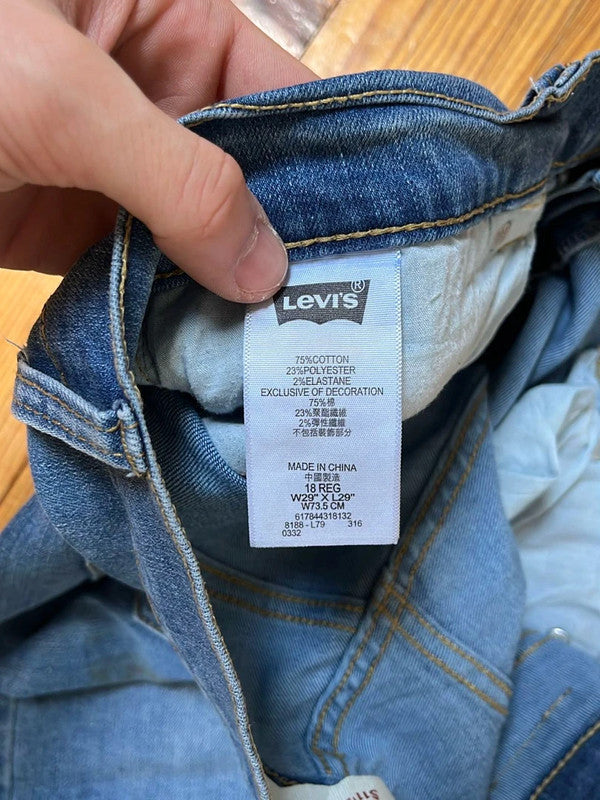 LEVI'S®
75%COTTON
23%POLYESTER
2%ELASTANE
EXCLUSIVE OF DECORATION
75%棉
23%聚酯纖維
2%彈性纖維
不包括裝飾部分
MADE IN CHINA
中國製造
18 REG
W29" X L29"
W73.5 CM
617844318132
8188 - L79 316
0332